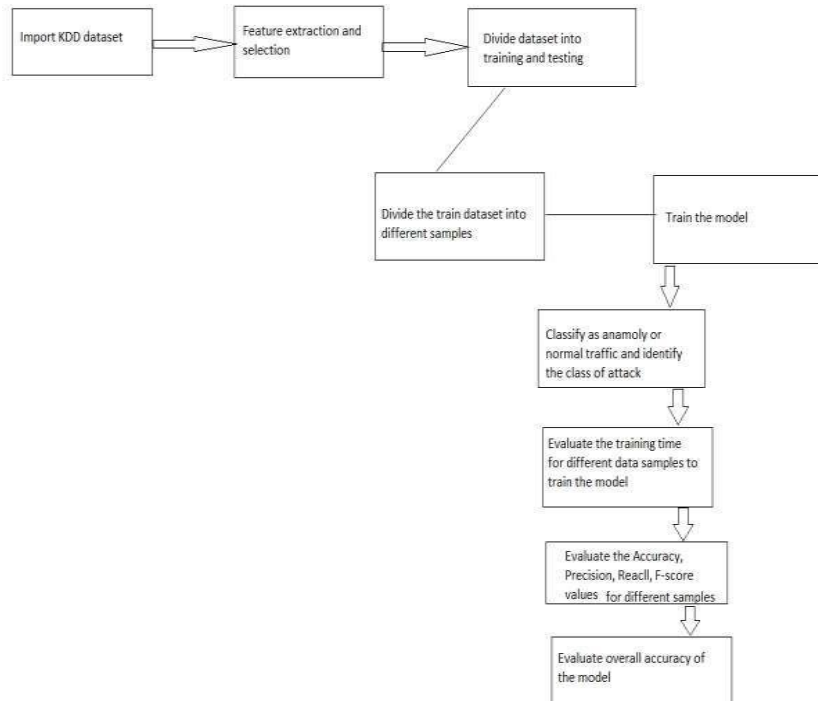 Import KDD dataset
Feature extraction and
selection
Divide dataset into
training and testing
Divide the train dataset into
different samples
Train the model
Classify as anamoly or
normal traffic and identify
the class of attack
Evaluate the training time
for different data samples to
train the model
Evaluate the Accuracy,
Precision, Reacll, F-score
values for different samples
Evaluate overall accuracy of
the model